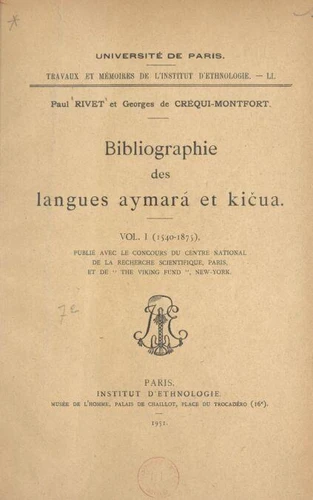 UNIVERSITÉ DE PARIS.
TRAVAUX ET MÉMOIRES DE L'INSTITUT D'ETHNOLOGIE. — LI.
Paul RIVET et Georges de CRÉQUI-MONTFORT.
Bibliographie
des
langues aymará et kičua.
VOL. I (1540-1875),
PUBLIÉ AVEC LE CONCOURS DU CENTRE NATIONAL
DE LA RECHERCHE SCIENTIFIQUE, PARIS,
ET DE " THE VIKING FUND ", NEW-YORK.
7e
PARIS.
INSTITUT D'ETHNOLOGIE
MUSÉE DE L'HOMME, PALAIS DE CHAILLOT, PLACE DU TROCADÉRO (16e).
1951.